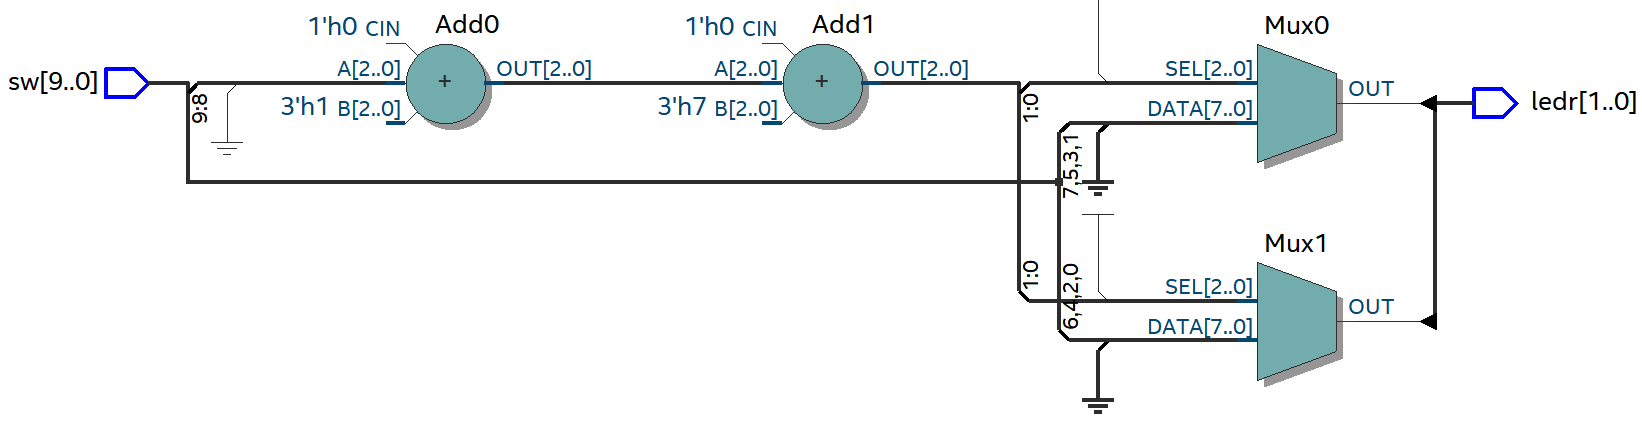 Add0
Add1
Mux0
1'h0 CIN
1'h0 CIN
sw[9..0]
A[2..0]
OUT[2..0]
A[2..0]
OUT[2..0]
SEL[2..0]
OUT
ledr[1..0]
9:8
3'h1 B[2..0]
3'h7 B[2..0]
1:0
DATA[7..0]
7,5,3,1
Mux1
1:0
6,4,2,0
SEL[2..0]
OUT
DATA[7..0]
+
+